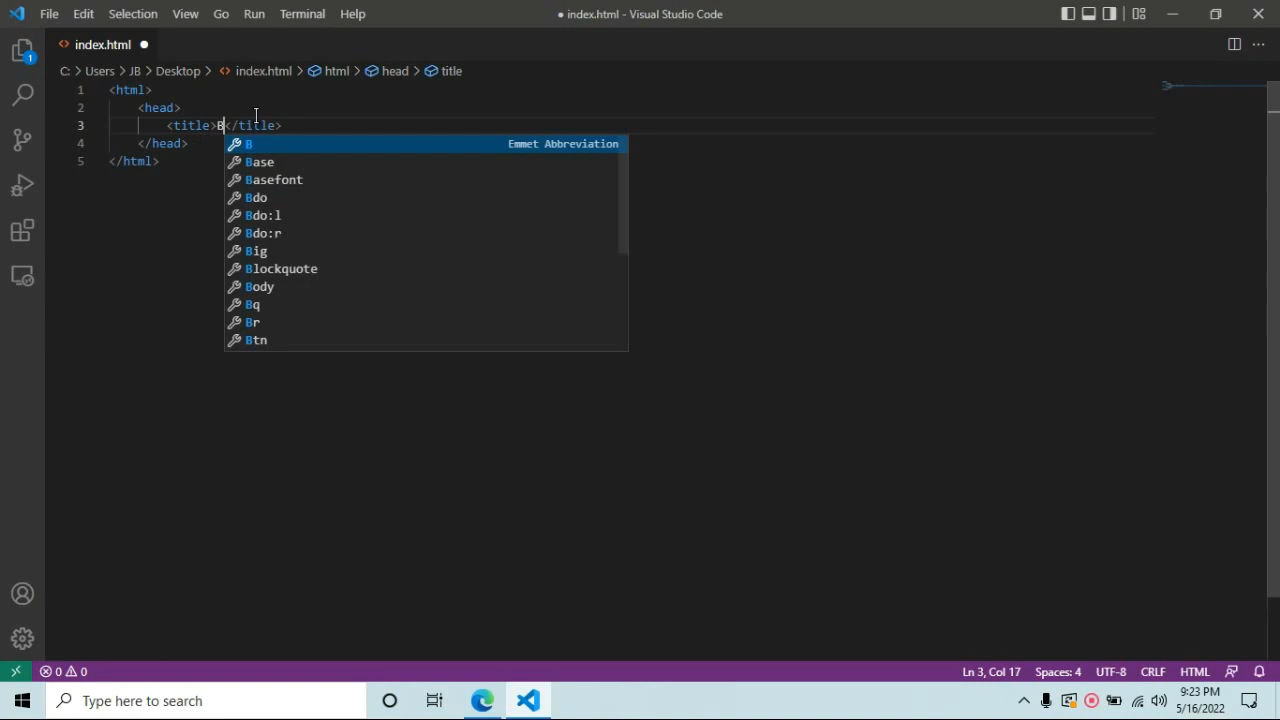 File Edit Selection View Go Run Terminal Help
● index.html - Visual Studio Code
index.html
C: > Users > JB > Desktop > index.html > html > head > title
1 <html>
2 <head>
3 <title>B</title>
4 </head>
5 </html>
B Emmet Abbreviation
Base
Basefont
Bdo
Bdo:l
Bdo:r
Big
Blockquote
Body
Bq
Br
Btn
1
0 0
Ln 3, Col 17 Spaces: 4 UTF-8 CRLF HTML
Type here to search
9:23 PM
5/16/2022